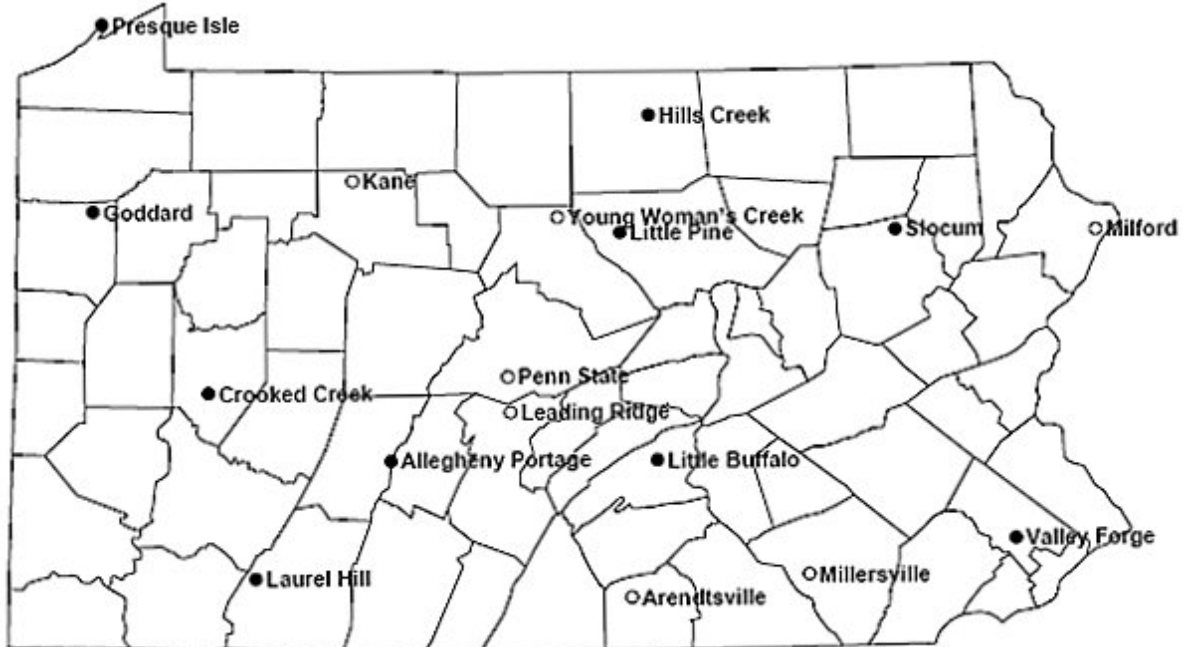 Presque Isle
Hills Creek
Kane
Goddard
Young Woman's Creek
Little Pine
Slocum
Milford
Penn State
Crooked Creek
Leading Ridge
Allegheny Portage
Little Buffalo
Valley Forge
Laurel Hill
Millersville
Arendtsville